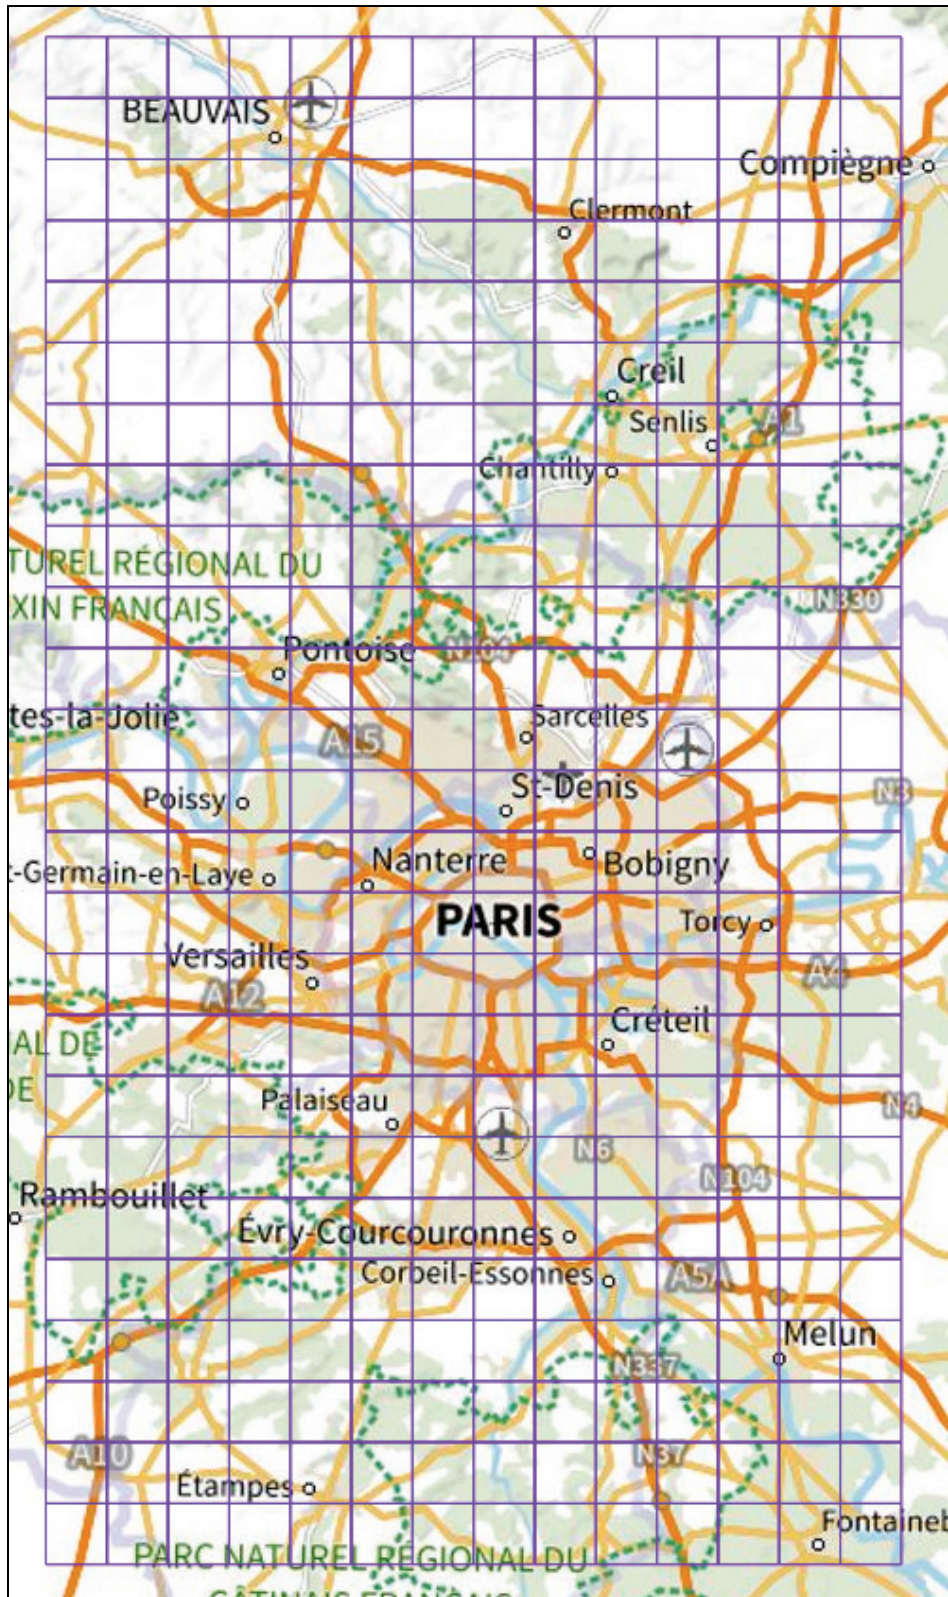 BEAUVAIS
Compiègne
Clermont
Creil
Senlis
A1
Chantilly
TUREL RÉGIONAL DU
XIN FRANÇAIS
N330
Pontoise
N104
tes-la-Jolie
Sarcelles
A15
Poissy
St-Denis
N3
t-Germain-en-Laye
Nanterre
Bobigny
PARIS
Torcy
Versailles
A4
A12
Créteil
AL DE
DE
Palaiseau
N4
N6
N104
Rambouillet
Évry-Courcouronnes
Corbeil-Essonnes
A5A
Melun
N337
A10
N37
Étampes
Fontaineb
PARC NATUREL RÉGIONAL DU
GÂTINAIS FRANÇAIS